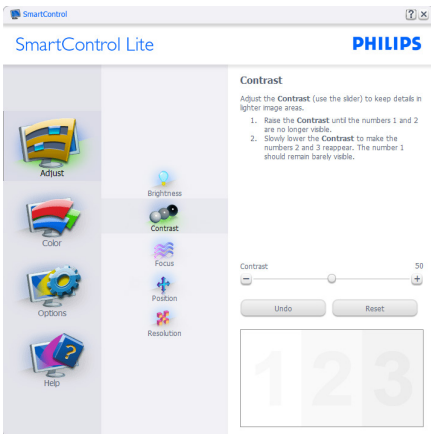 SmartControl
SmartControl Lite
PHILIPS
Adjust
Color
Options
Help
Brightness
Contrast
Focus
Position
Resolution
Contrast
Adjust the Contrast (use the slider) to keep details in
lighter image areas.
1. Raise the Contrast until the numbers 1 and 2
are no longer visible.
2. Slowly lower the Contrast to make the
numbers 2 and 3 reappear. The number 1
should remain barely visible.
Contrast 50
Undo Reset
1 2 3